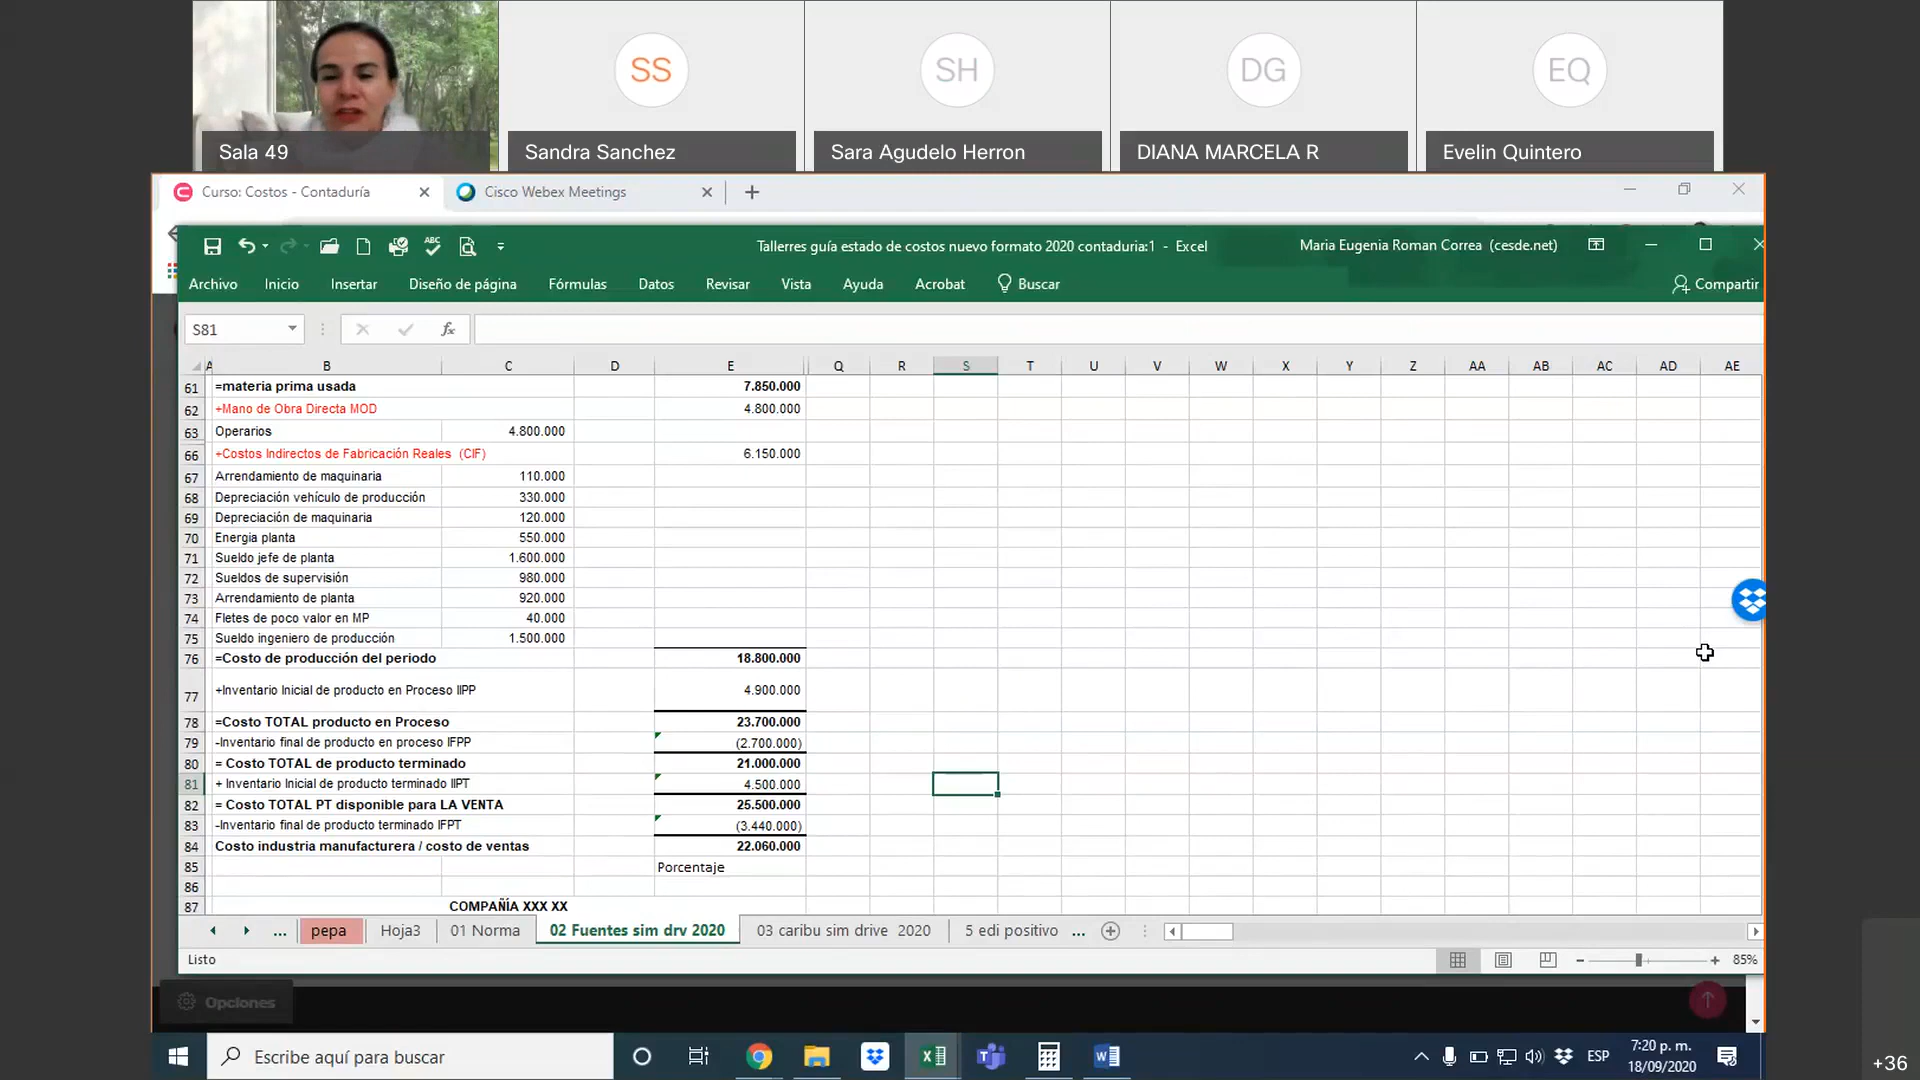 SS
SH
DG
EQ
Sala 49
Sandra Sanchez
Sara Agudelo Herron
DIANA MARCELA R
Evelin Quintero
Curso: Costos - Contaduría
Cisco Webex Meetings
ABC
Tallerres guía estado de costos nuevo formato 2020 contaduria:1 - Excel
Maria Eugenia Roman Correa (cesde.net)
Archivo Inicio Insertar Diseño de página Fórmulas Datos Revisar Vista Ayuda Acrobat Buscar Compartir
S81 fx
A B C D E Q R S T U V W X Y Z AA AB AC AD AE
61 =materia prima usada 7.850.000
62 +Mano de Obra Directa MOD 4.800.000
63 Operarios 4.800.000
66 +Costos Indirectos de Fabricación Reales (CIF) 6.150.000
67 Arrendamiento de maquinaria 110.000
68 Depreciación vehículo de producción 330.000
69 Depreciación de maquinaria 120.000
70 Energia planta 550.000
71 Sueldo jefe de planta 1.600.000
72 Sueldos de supervisión 980.000
73 Arrendamiento de planta 920.000
74 Fletes de poco valor en MP 40.000
75 Sueldo ingeniero de producción 1.500.000
76 =Costo de producción del periodo 18.800.000
77 +Inventario Inicial de producto en Proceso IIPP 4.900.000
78 =Costo TOTAL producto en Proceso 23.700.000
79 -Inventario final de producto en proceso IFPP (2.700.000)
80 = Costo TOTAL de producto terminado 21.000.000
81 + Inventario Inicial de producto terminado IIPT 4.500.000
82 = Costo TOTAL PT disponible para LA VENTA 25.500.000
83 -Inventario final de producto terminado IFPT (3.440.000)
84 Costo industria manufacturera / costo de ventas 22.060.000
85 Porcentaje
86
87 COMPAÑÍA XXX XX
... pepa Hoja3 01 Norma 02 Fuentes sim drv 2020 03 caribu sim drive 2020 5 edi positivo ...
Listo
85%
Opciones
Escribe aquí para buscar
ESP
7:20 p. m.
18/09/2020
+36